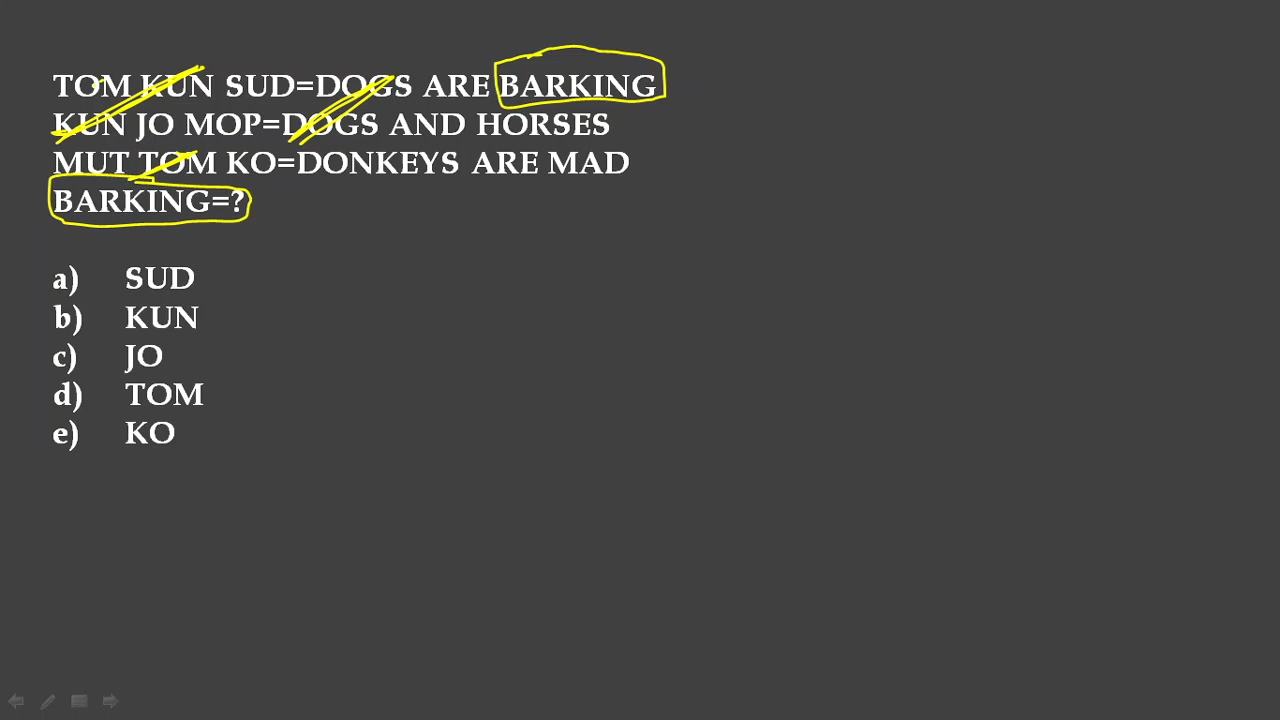 TOM KUN SUD=DOGS ARE BARKING
KUN JO MOP=DOGS AND HORSES
MUT TOM KO=DONKEYS ARE MAD
BARKING=?
a) SUD
b) KUN
c) JO
d) TOM
e) KO